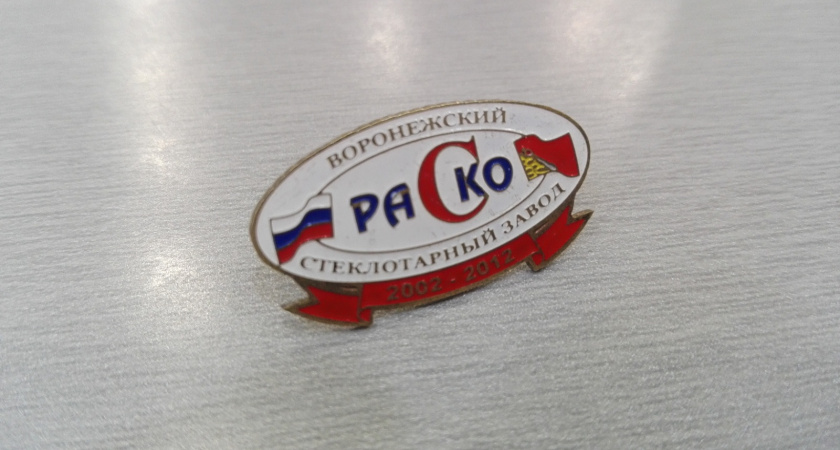 ВОРОНЕЖСКИЙ
РАСКО
СТЕКЛОТАРНЫЙ ЗАВОД
2002 - 2012